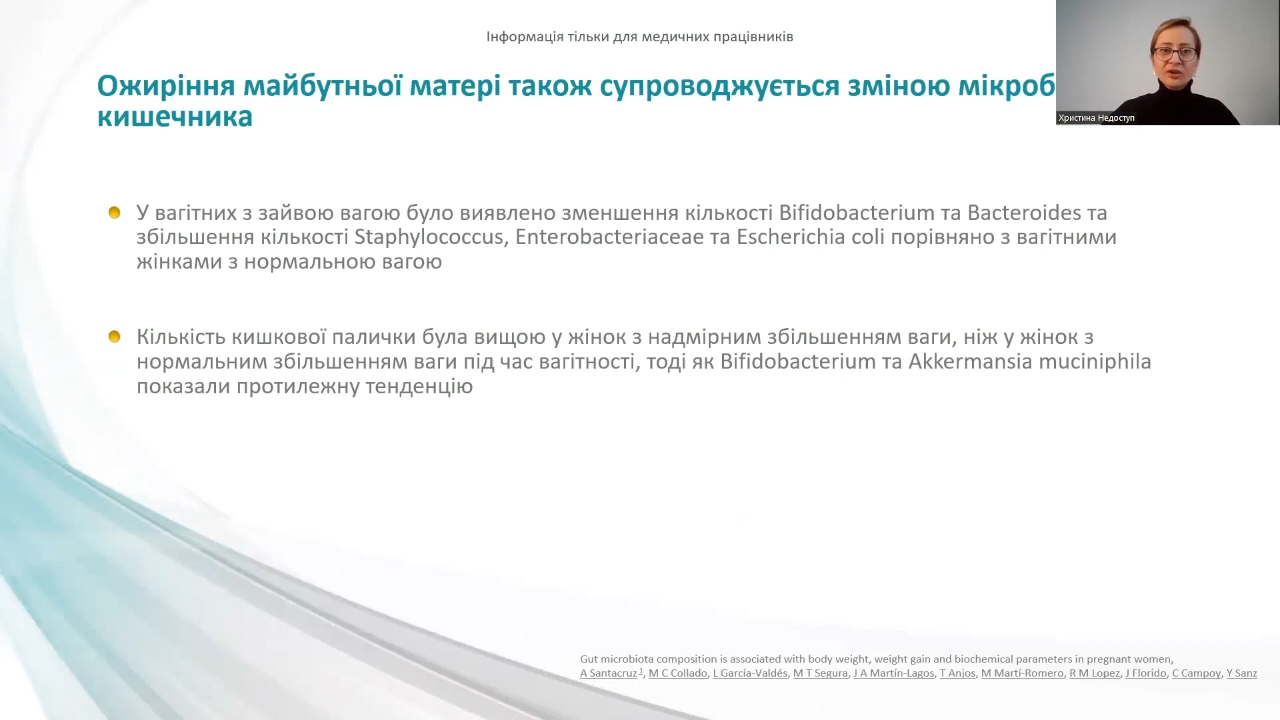 Інформація тільки для медичних працівників
Ожиріння майбутньої матері також супроводжується зміною мікроб
кишечника
Христина Недоступ
У вагітних з зайвою вагою було виявлено зменшення кількості Bifidobacterium та Bacteroides та
збільшення кількості Staphylococcus, Enterobacteriaceae та Escherichia coli порівняно з вагітними
жінками з нормальною вагою
Кількість кишкової палички була вищою у жінок з надмірним збільшенням ваги, ніж у жінок з
нормальним збільшенням ваги під час вагітності, тоді як Bifidobacterium та Akkermansia muciniphila
показали протилежну тенденцію
Gut microbiota composition is associated with body weight, weight gain and biochemical parameters in pregnant women,
A Santacruz 1, M C Collado, L García-Valdés, M T Segura, J A Martín-Lagos, T Anjos, M Martí-Romero, R M Lopez, J Florido, C Campoy, Y Sanz